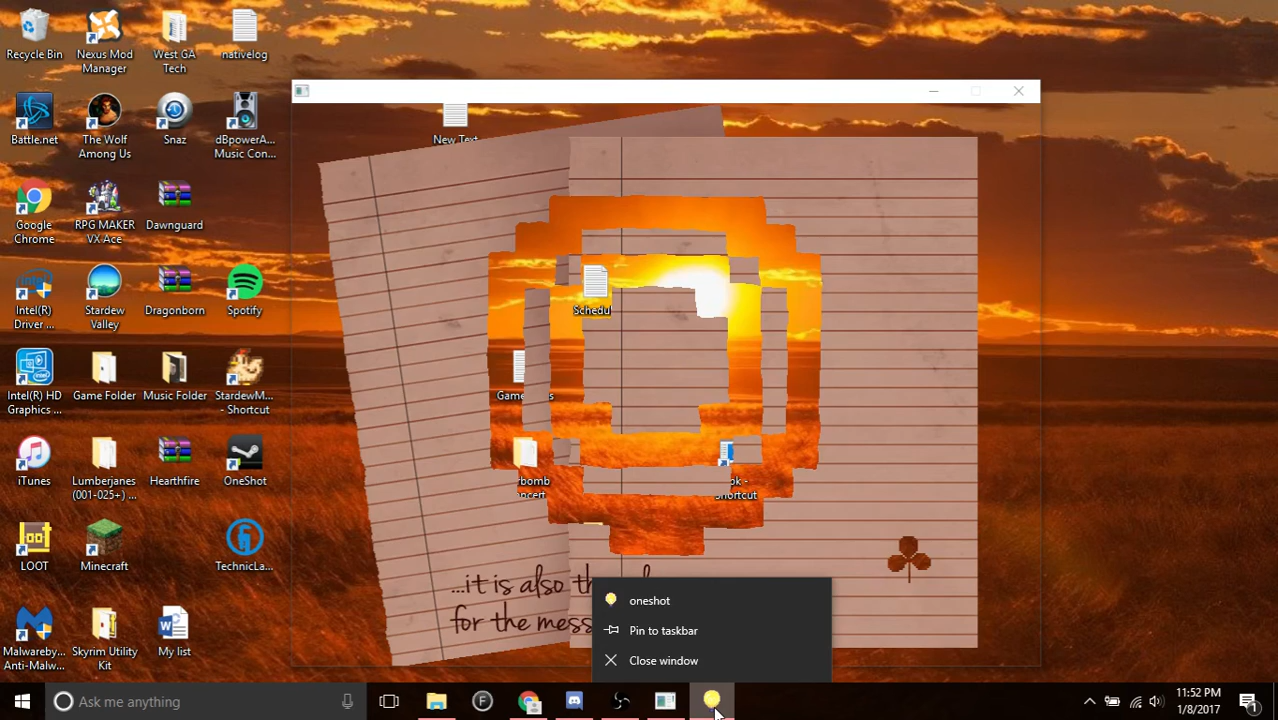 Recycle Bin
Nexus Mod
Manager
West GA
Tech
nativelog
Battle.net
The Wolf
Among Us
Snaz
dBpowerA...
Music Con...
New Text
Google
Chrome
RPG MAKER
VX Ace
Dawnguard
Intel(R)
Driver ...
Stardew
Valley
Dragonborn
Spotify
Schedul
Intel(R) HD
Graphics ...
Game Folder
Music Folder
StardewM...
- Shortcut
iTunes
Lumberjanes
(001-025+) ...
Hearthfire
OneShot
- Shortcut
LOOT
Minecraft
TechnicLa...
Malwareby...
Anti-Malw...
Skyrim Utility
Kit
My list
...it is also
for the
oneshot
Pin to taskbar
Close window
Ask me anything
11:52 PM
1/8/2017
1